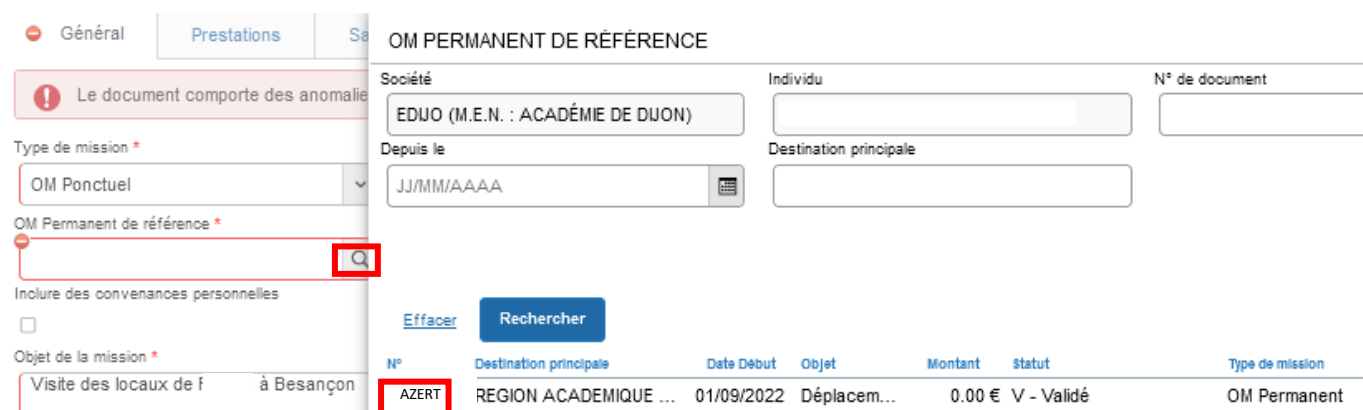 Général Prestations Sa
Le document comporte des anomalie
Type de mission *
OM Ponctuel
OM Permanent de référence *
Inclure des convenances personnelles
Objet de la mission *
Visite des locaux de à Besançon
OM PERMANENT DE RÉFÉRENCE
Société Individu N° de document
EDIJO (M.E.N. : ACADÉMIE DE DIJON)
Depuis le Destination principale
JJ/MM/AAAA
Effacer Rechercher
N° Destination principale Date Début Objet Montant Statut Type de mission
AZERT REGION ACADEMIQUE ... 01/09/2022 Déplacem... 0.00 € V - Validé OM Permanent